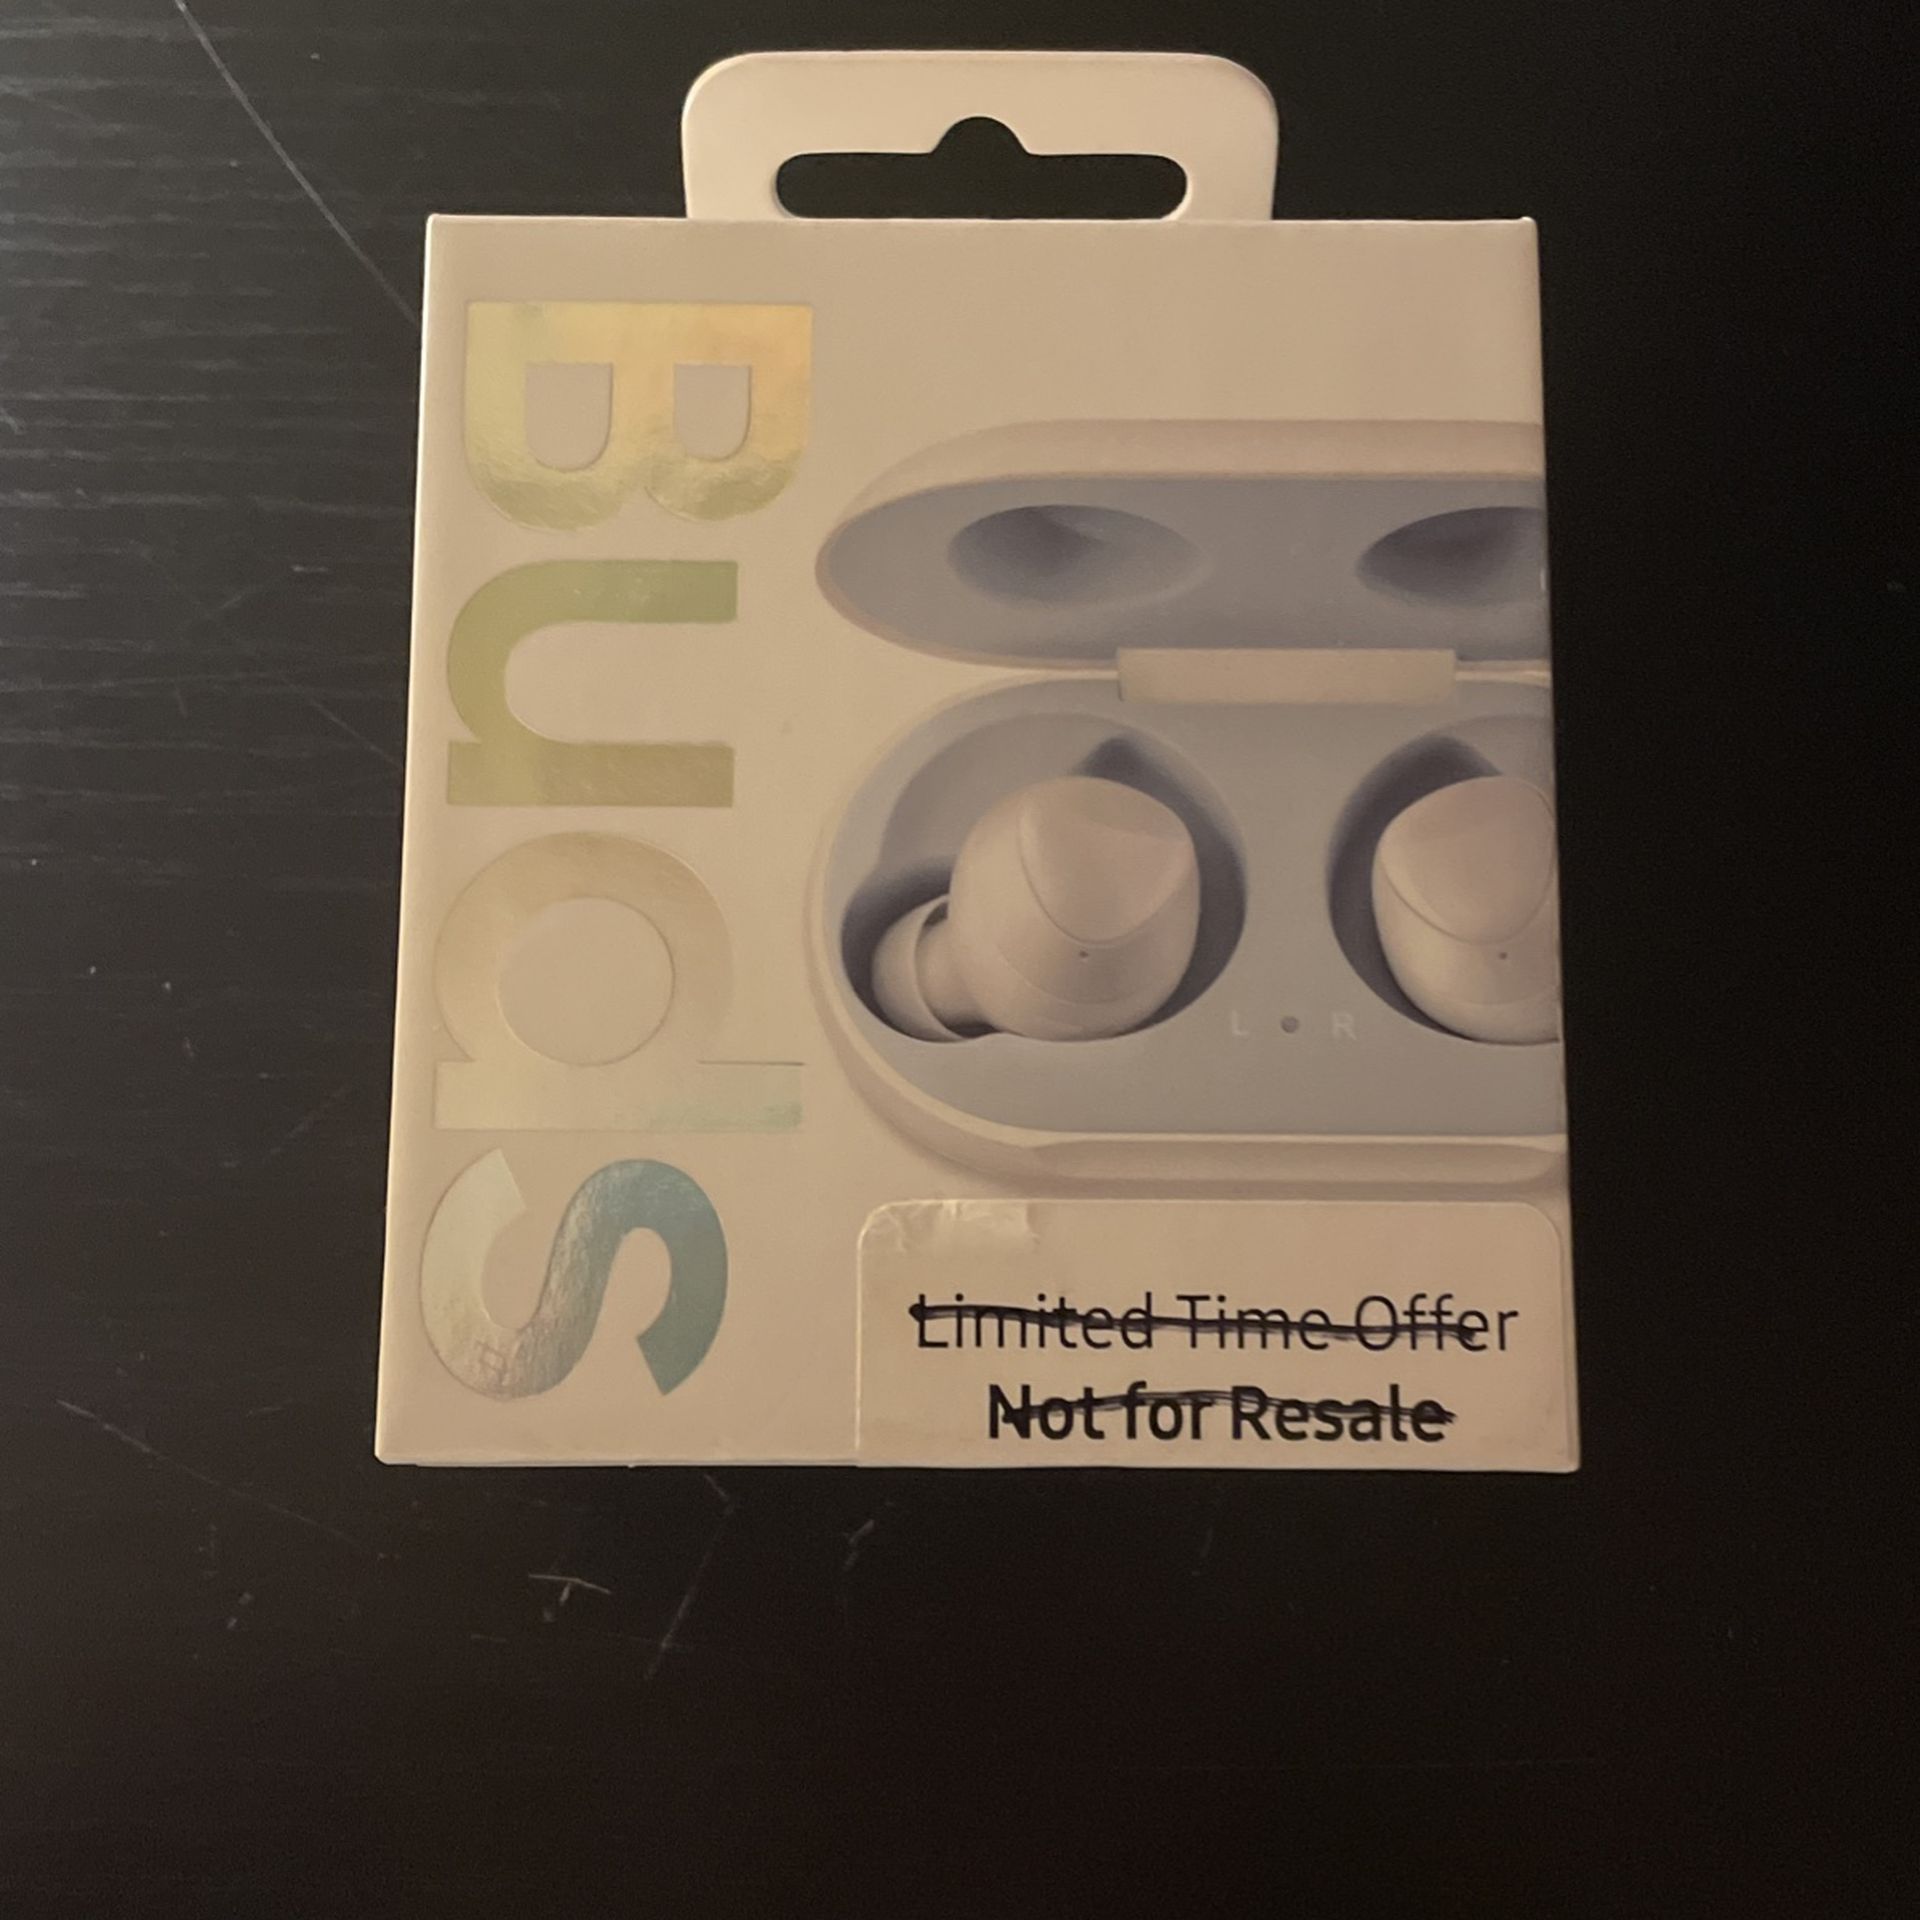 Buds
L R
Limited Time Offer
Not for Resale